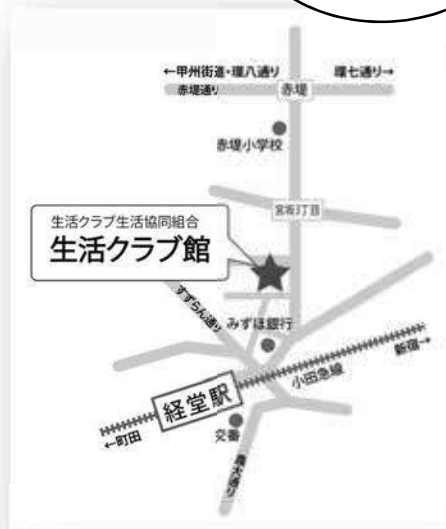 ←甲州街道・環八通り
環七通り→
赤堤通り
赤堤
赤堤小学校
宮坂3丁目
生活クラブ生活協同組合
生活クラブ館
すずらん通り
みずほ銀行
新宿→
小田急線
経堂駅
←町田
交番
農大通り